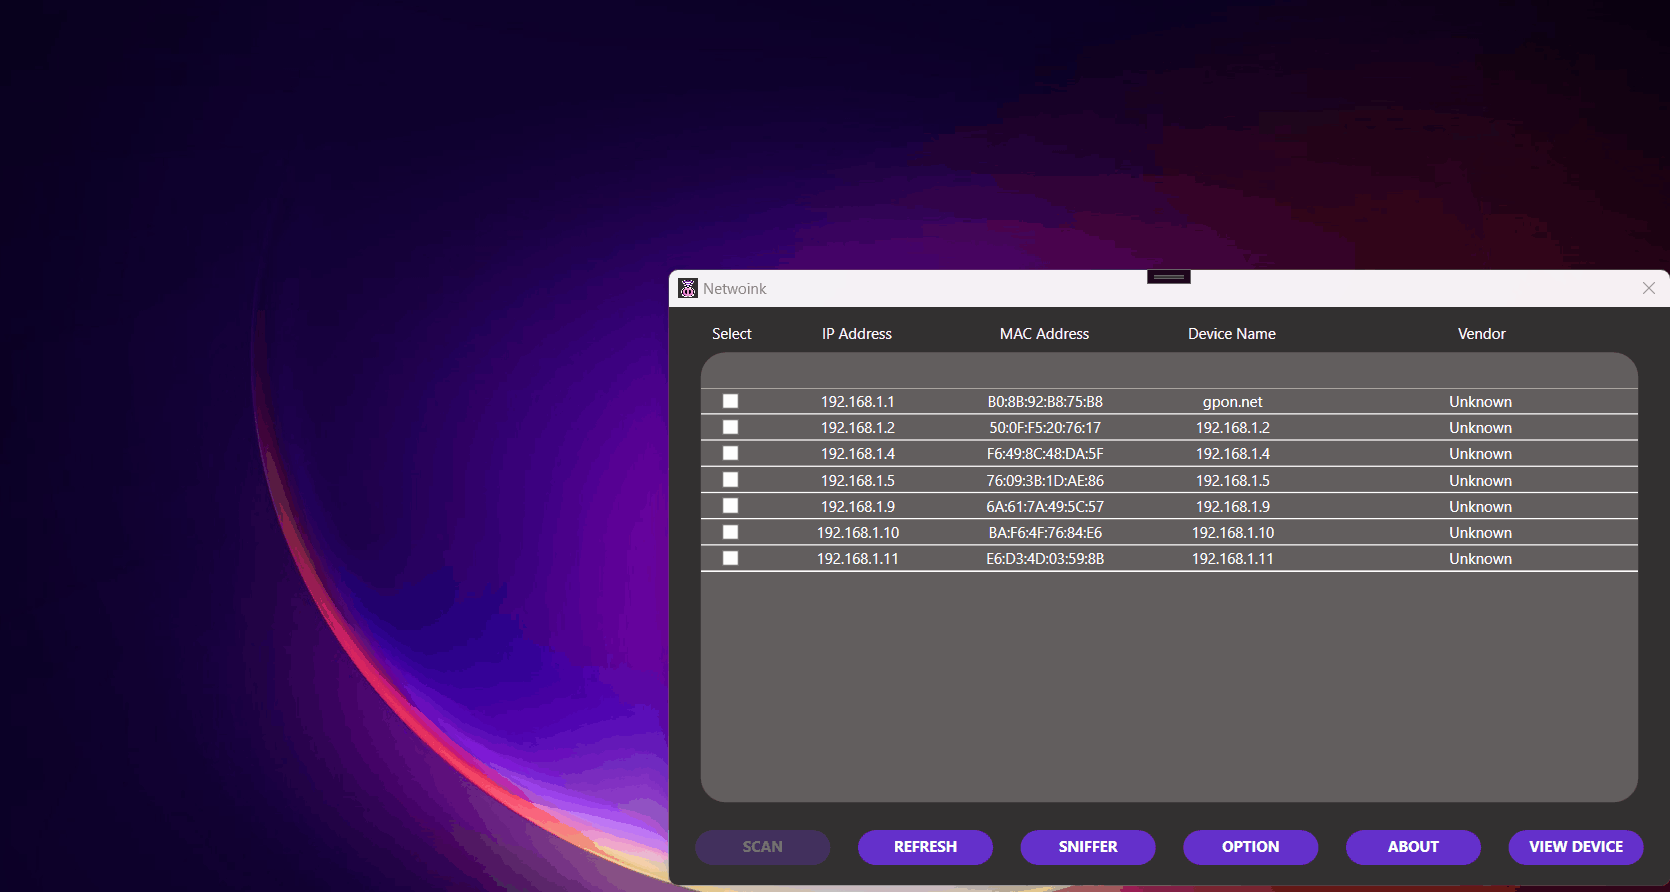 Netwoink
Select IP Address MAC Address Device Name Vendor
192.168.1.1 B0:8B:92:B8:75:B8 gpon.net Unknown
192.168.1.2 50:0F:F5:20:76:17 192.168.1.2 Unknown
192.168.1.4 F6:49:8C:48:DA:5F 192.168.1.4 Unknown
192.168.1.5 76:09:3B:1D:AE:86 192.168.1.5 Unknown
192.168.1.9 6A:61:7A:49:5C:57 192.168.1.9 Unknown
192.168.1.10 BA:F6:4F:76:84:E6 192.168.1.10 Unknown
192.168.1.11 E6:D3:4D:03:59:8B 192.168.1.11 Unknown
SCAN REFRESH SNIFFER OPTION ABOUT VIEW DEVICE